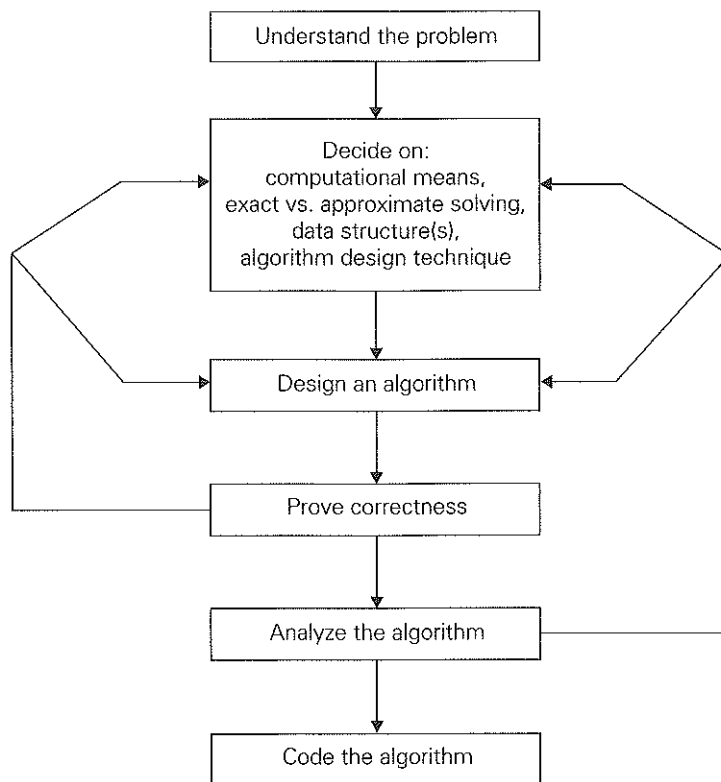 Understand the problem
Decide on:
computational means,
exact vs. approximate solving,
data structure(s),
algorithm design technique
Design an algorithm
Prove correctness
Analyze the algorithm
Code the algorithm